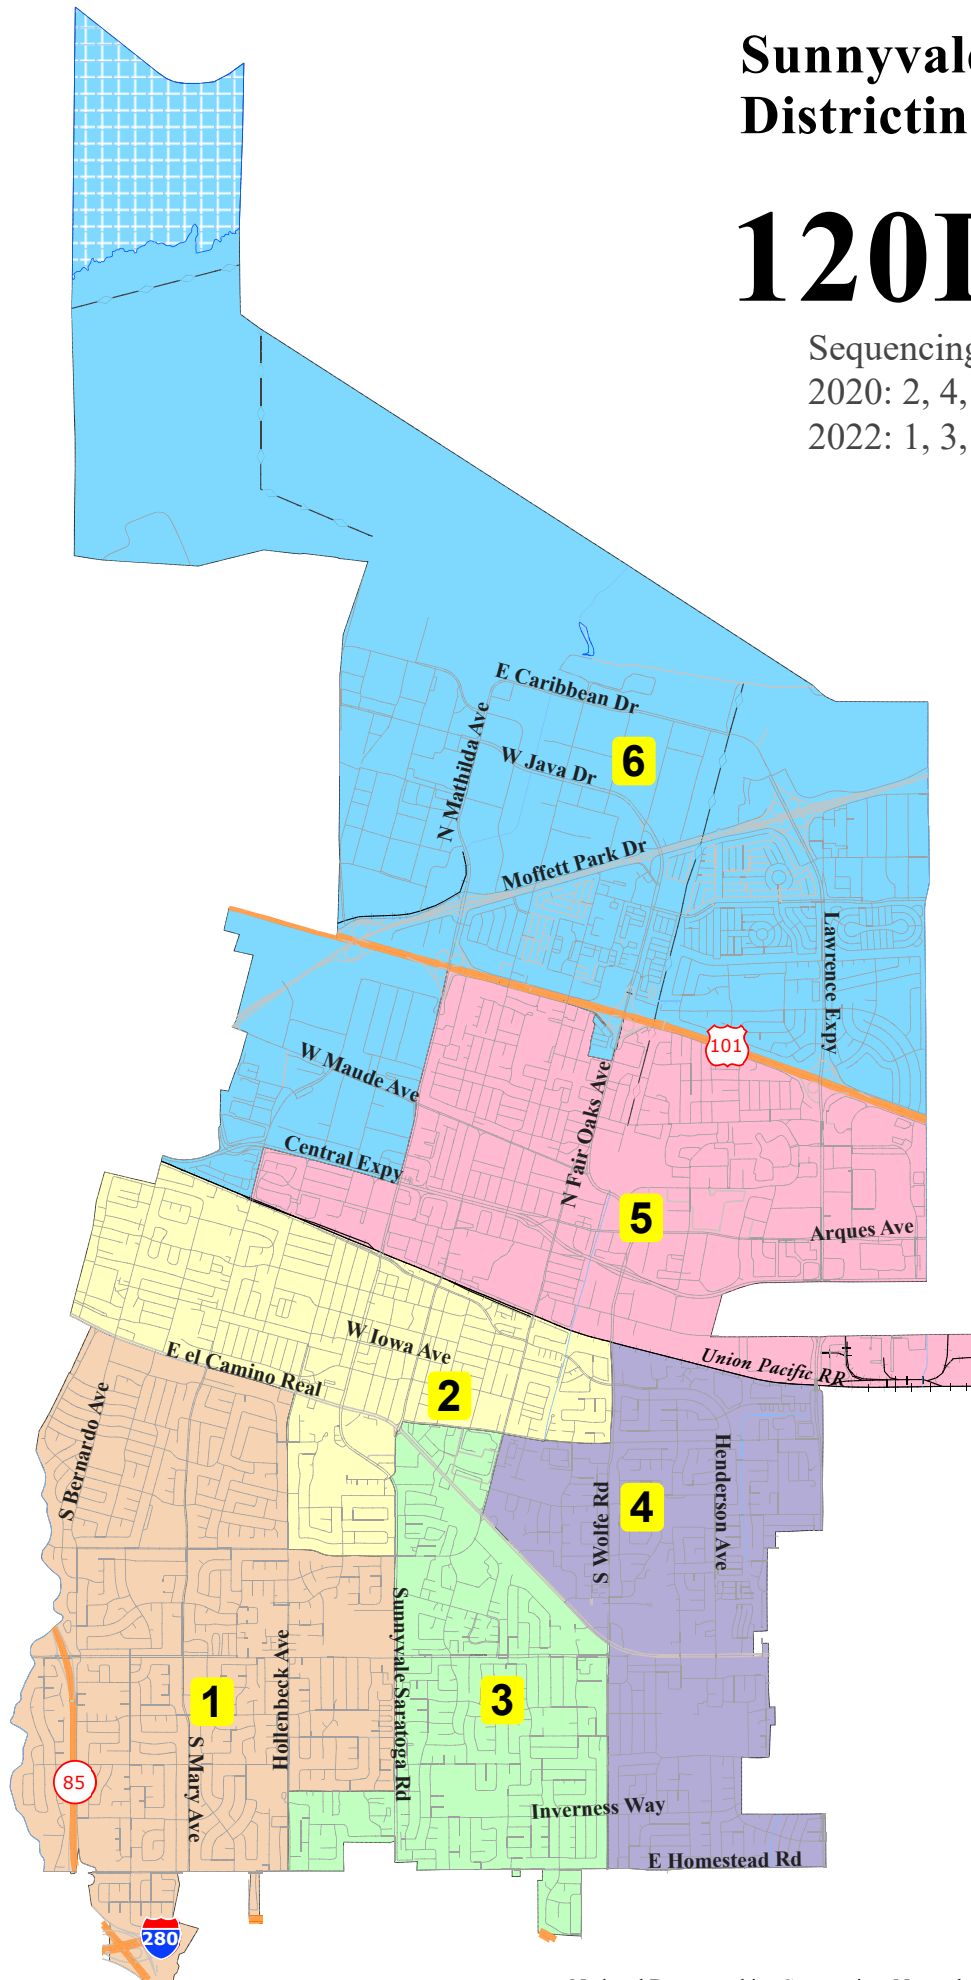 Sunnyvale
Districtin
120
Sequencing
2020: 2, 4,
2022: 1, 3,
E Caribbean Dr
N Mathilda Ave
W Java Dr
6
Moffett Park Dr
Lawrence Expy
101
W Maude Ave
Central Expy
N Fair Oaks Ave
5
Arques Ave
W Iowa Ave
Union Pacific RR
E el Camino Real
2
S Bernardo Ave
Henderson Ave
S Wolfe Rd
4
Sunnyvale Saratoga Rd
Hollenbeck Ave
1
3
S Mary Ave
85
Inverness Way
E Homestead Rd
280